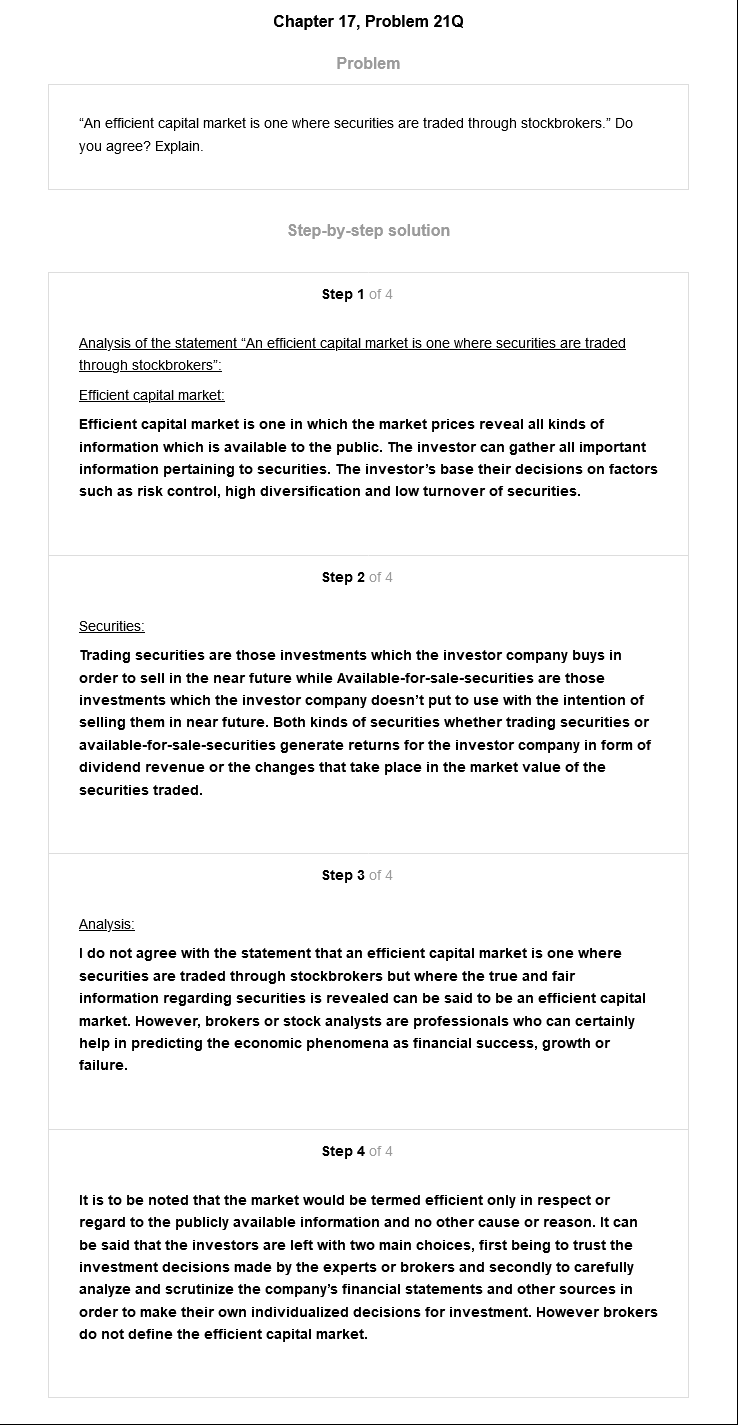 Chapter 17, Problem 21Q
Problem
“An efficient capital market is one where securities are traded through stockbrokers.” Do
you agree? Explain.
Step-by-step solution
Step 1 of 4
Analysis of the statement “An efficient capital market is one where securities are traded
through stockbrokers”:
Efficient capital market:
Efficient capital market is one in which the market prices reveal all kinds of
information which is available to the public. The investor can gather all important
information pertaining to securities. The investor’s base their decisions on factors
such as risk control, high diversification and low turnover of securities.
Step 2 of 4
Securities:
Trading securities are those investments which the investor company buys in
order to sell in the near future while Available-for-sale-securities are those
investments which the investor company doesn’t put to use with the intention of
selling them in near future. Both kinds of securities whether trading securities or
available-for-sale-securities generate returns for the investor company in form of
dividend revenue or the changes that take place in the market value of the
securities traded.
Step 3 of 4
Analysis:
I do not agree with the statement that an efficient capital market is one where
securities are traded through stockbrokers but where the true and fair
information regarding securities is revealed can be said to be an efficient capital
market. However, brokers or stock analysts are professionals who can certainly
help in predicting the economic phenomena as financial success, growth or
failure.
Step 4 of 4
It is to be noted that the market would be termed efficient only in respect or
regard to the publicly available information and no other cause or reason. It can
be said that the investors are left with two main choices, first being to trust the
investment decisions made by the experts or brokers and secondly to carefully
analyze and scrutinize the company’s financial statements and other sources in
order to make their own individualized decisions for investment. However brokers
do not define the efficient capital market.